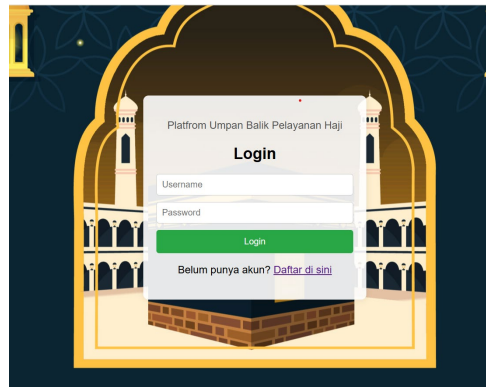 Platfrom Umpan Balik Pelayanan Haji
Login
Username
Password
Login
Belum punya akun? Daftar di sini